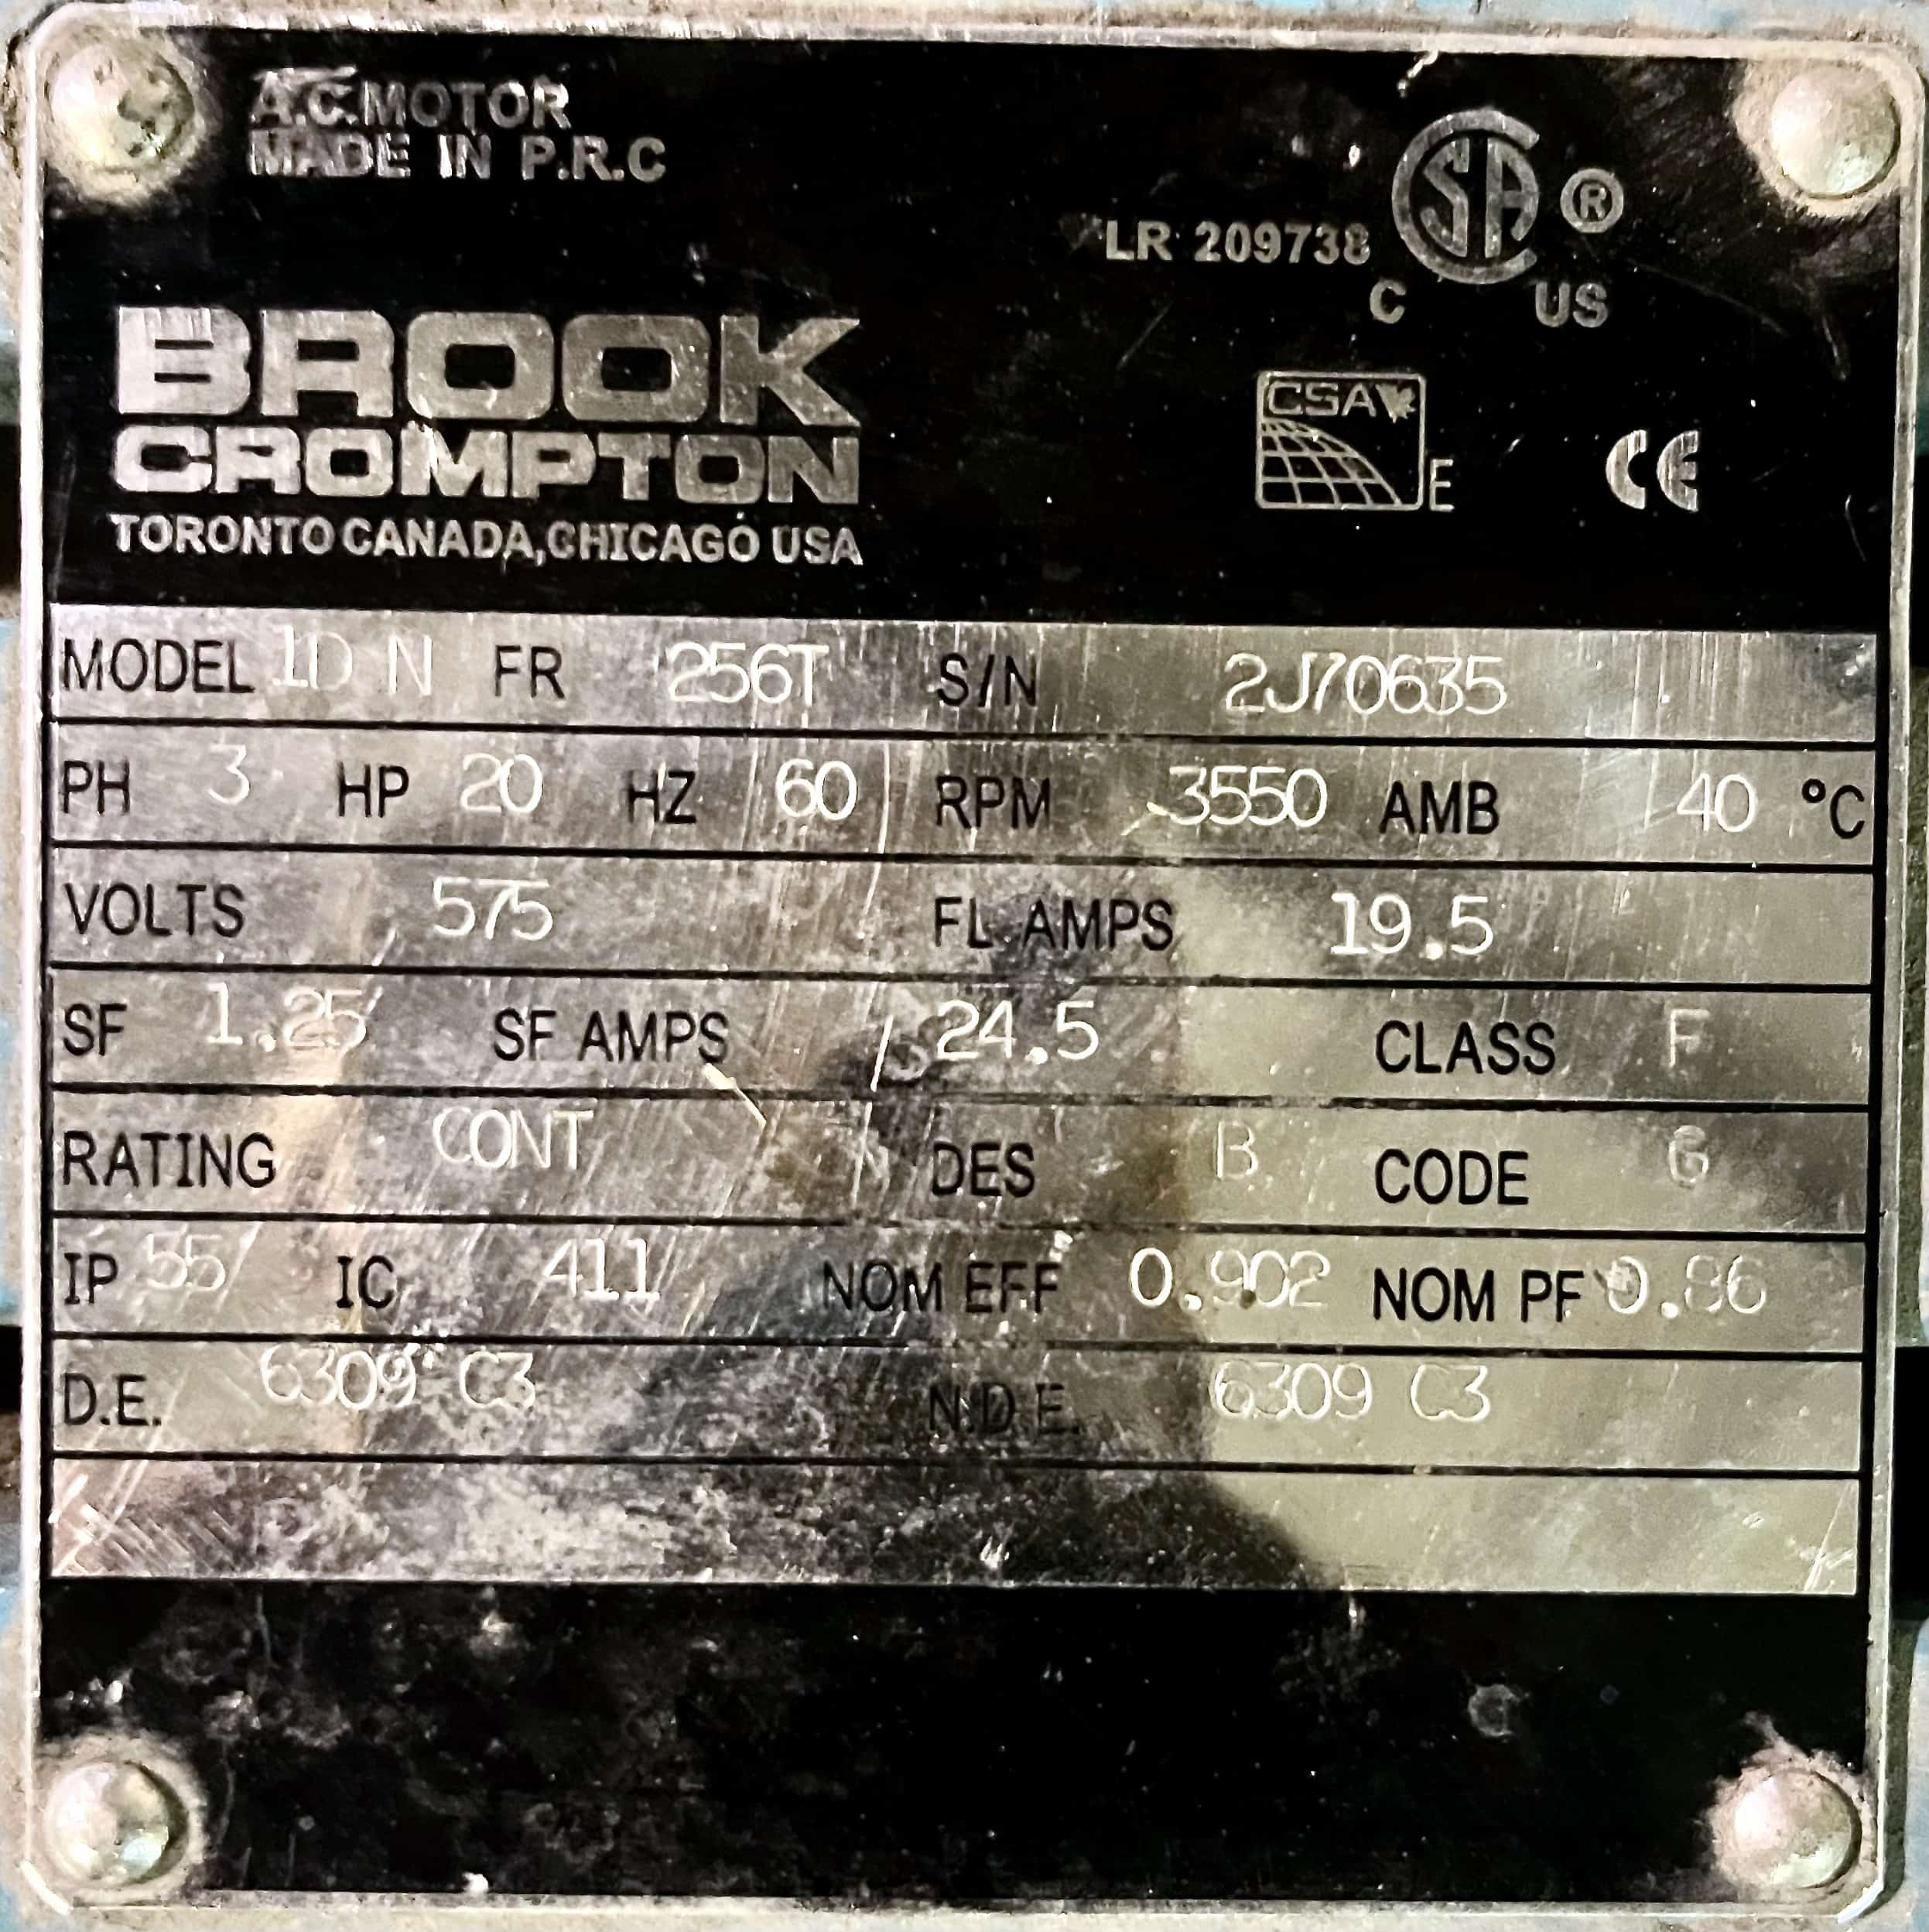 A.C.MOTOR
MADE IN P.R.C
LR 209738 CSA ®
C US
BROOK
CROMPTON
TORONTO CANADA,CHICAGO USA
CSA E
CE
MODEL 1D N FR 256T S/N 2J70635
PH 3 HP 20 HZ 60 RPM 3550 AMB 40 °C
VOLTS 575 FL AMPS 19.5
SF 1.25 SF AMPS 24.5 CLASS F
RATING CONT DES B CODE G
IP 55 IC 411 NOM EFF 0.902 NOM PF 0.86
D.E. 6309 C3 N.D.E. 6309 C3